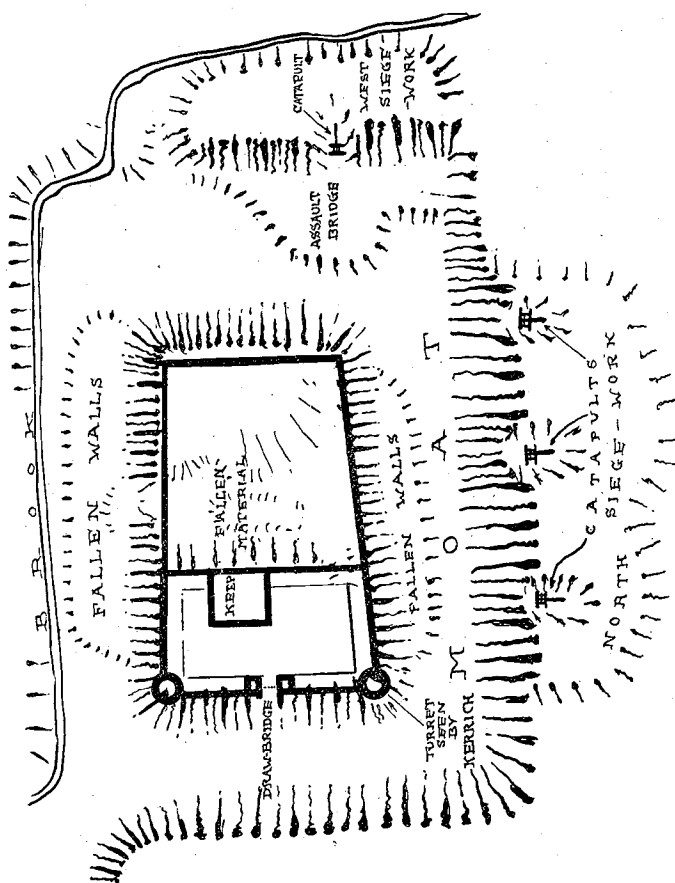 BROOK
FALLEN WALLS
CATAPULT
WEST
SIEGE
-WORK
ASSAULT
BRIDGE
FALLEN
MATERIAL
KEEP
FALLEN WALLS
MOAT
DRAW-BRIDGE
TURRET
SEEN
BY
KERRICH
CATAPULTS
NORTH SIEGE-WORK